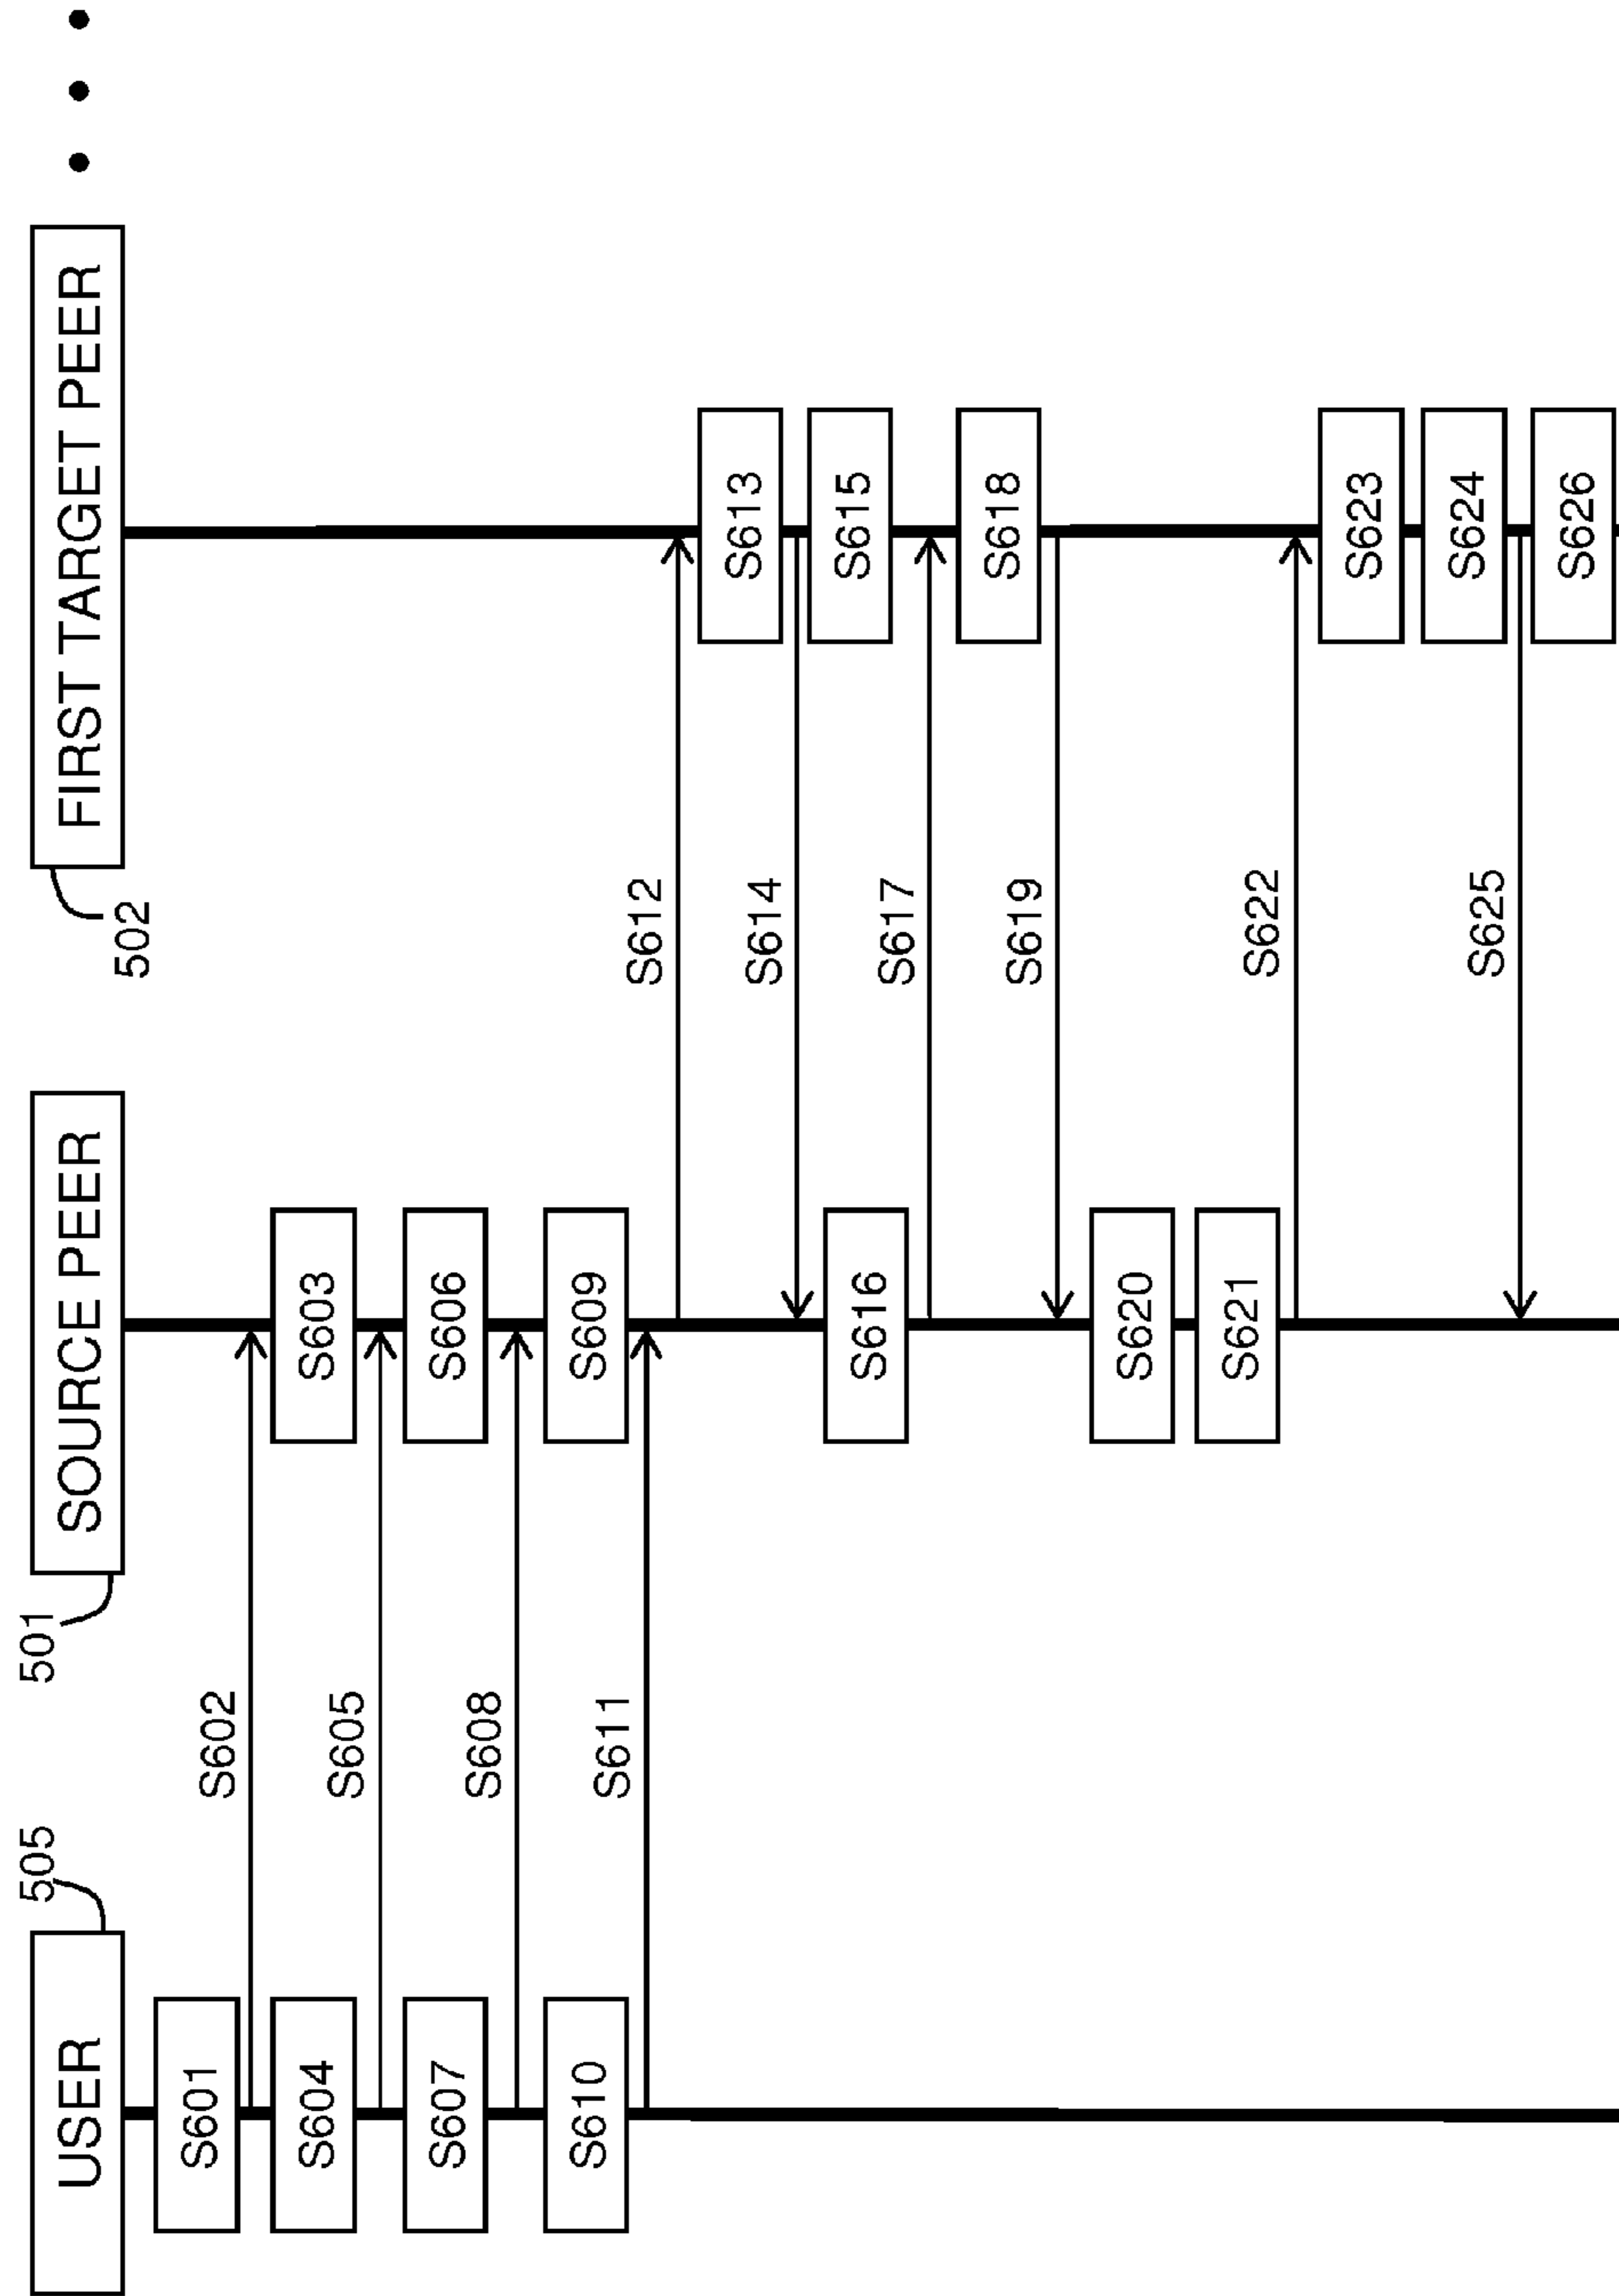 505
501
502
USER
SOURCE PEER
FIRST TARGET PEER
S601
S602
S604
S603
S605
S607
S606
S608
S610
S609
S611
S612
S613
S614
S616
S615
S617
S618
S619
S620
S621
S622
S623
S624
S625
S626